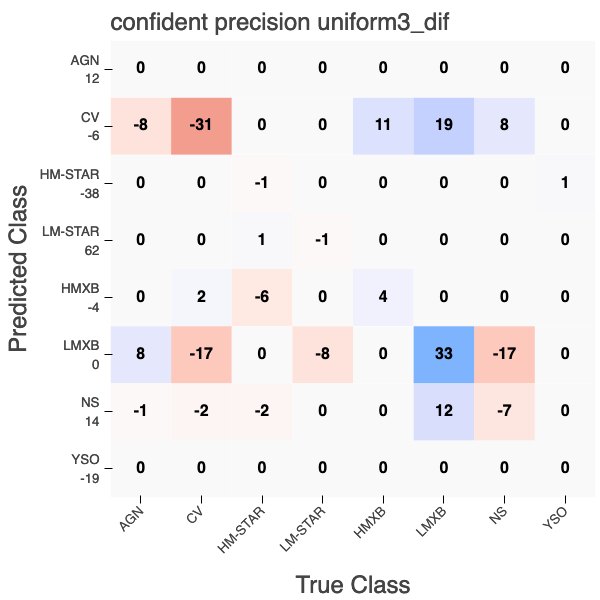 confident precision uniform3_dif
Predicted Class
AGN
12
0 0 0 0 0 0 0 0
CV
-6
-8 -31 0 0 11 19 8 0
HM-STAR
-38
0 0 -1 0 0 0 0 1
LM-STAR
62
0 0 1 -1 0 0 0 0
HMXB
-4
0 2 -6 0 4 0 0 0
LMXB
0
8 -17 0 -8 0 33 -17 0
NS
14
-1 -2 -2 0 0 12 -7 0
YSO
-19
0 0 0 0 0 0 0 0
AGN CV HM-STAR LM-STAR HMXB LMXB NS YSO
True Class